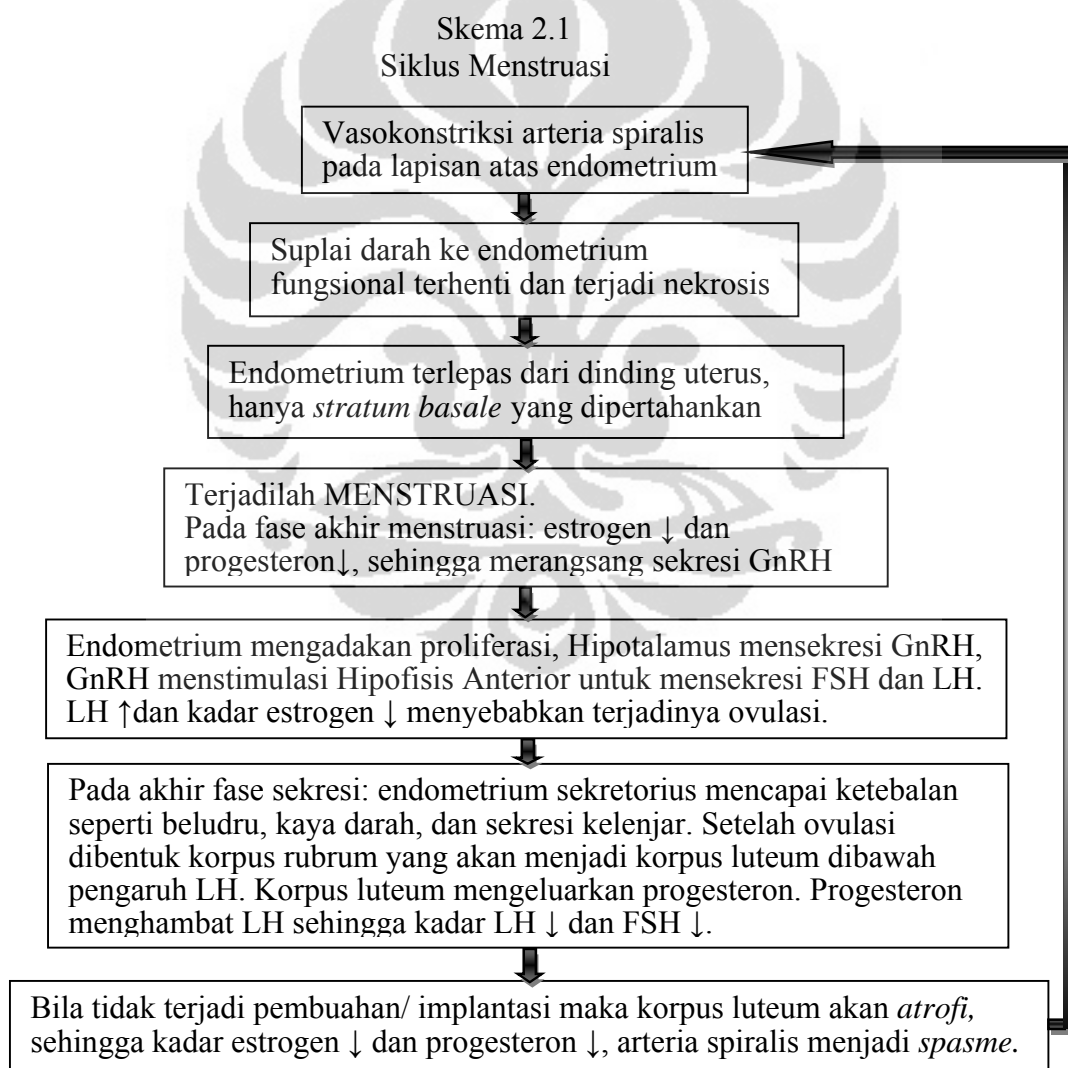 Skema 2.1
Siklus Menstruasi
Vasokonstriksi arteria spiralis
pada lapisan atas endometrium
Suplai darah ke endometrium
fungsional terhenti dan terjadi nekrosis
Endometrium terlepas dari dinding uterus,
hanya stratum basale yang dipertahankan
Terjadilah MENSTRUASI.
Pada fase akhir menstruasi: estrogen ↓ dan
progesteron↓, sehingga merangsang sekresi GnRH
Endometrium mengadakan proliferasi, Hipotalamus mensekresi GnRH,
GnRH menstimulasi Hipofisis Anterior untuk mensekresi FSH dan LH.
LH ↑dan kadar estrogen ↓ menyebabkan terjadinya ovulasi.
Pada akhir fase sekresi: endometrium sekretorius mencapai ketebalan
seperti beludru, kaya darah, dan sekresi kelenjar. Setelah ovulasi
dibentuk korpus rubrum yang akan menjadi korpus luteum dibawah
pengaruh LH. Korpus luteum mengeluarkan progesteron. Progesteron
menghambat LH sehingga kadar LH ↓ dan FSH ↓.
Bila tidak terjadi pembuahan/ implantasi maka korpus luteum akan atrofi,
sehingga kadar estrogen ↓ dan progesteron ↓, arteria spiralis menjadi spasme.